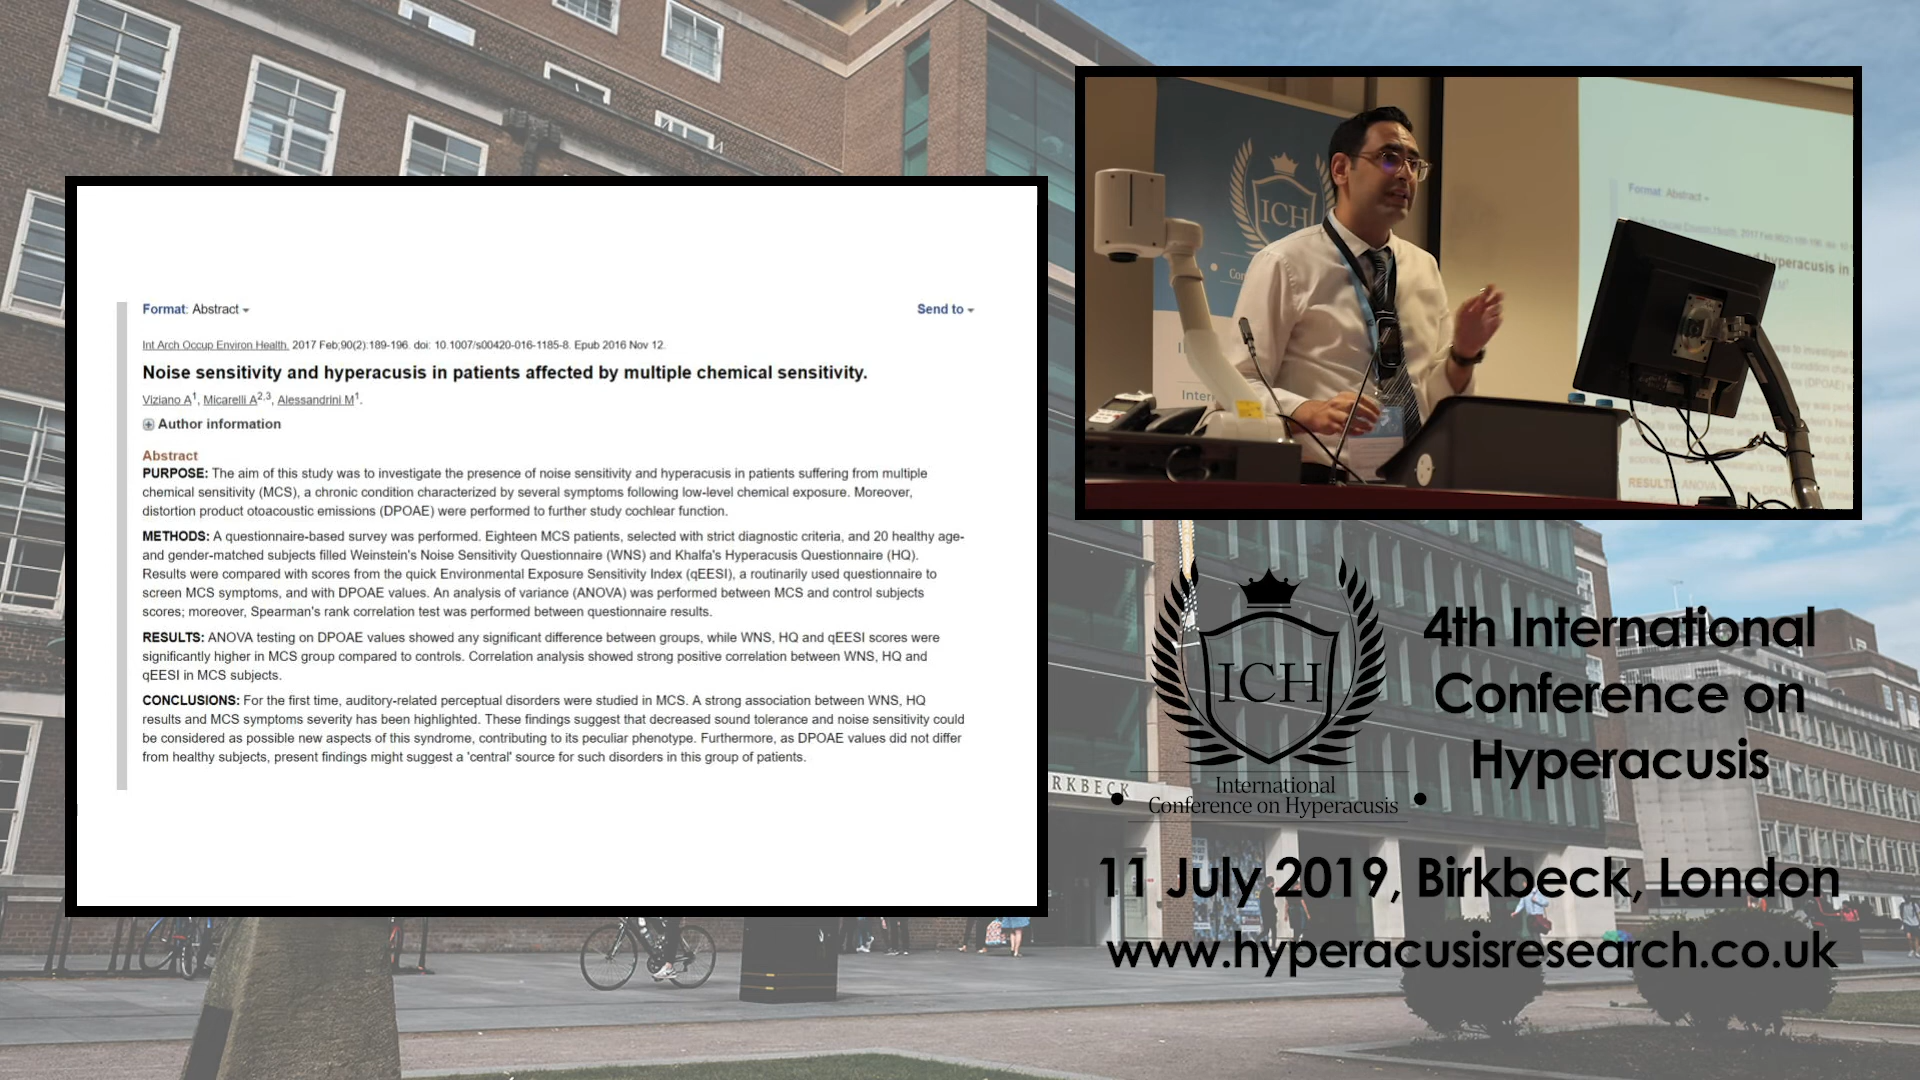 Format: Abstract
Send to
Int Arch Occup Environ Health. 2017 Feb;90(2):189-196. doi: 10.1007/s00420-016-1185-8. Epub 2016 Nov 12.
Noise sensitivity and hyperacusis in patients affected by multiple chemical sensitivity.
Viziano A1, Micarelli A2,3, Alessandrini M1.
Author information
Abstract
PURPOSE: The aim of this study was to investigate the presence of noise sensitivity and hyperacusis in patients suffering from multiple
chemical sensitivity (MCS), a chronic condition characterized by several symptoms following low-level chemical exposure. Moreover,
distortion product otoacoustic emissions (DPOAE) were performed to further study cochlear function.
METHODS: A questionnaire-based survey was performed. Eighteen MCS patients, selected with strict diagnostic criteria, and 20 healthy age-
and gender-matched subjects filled Weinstein's Noise Sensitivity Questionnaire (WNS) and Khalfa's Hyperacusis Questionnaire (HQ).
Results were compared with scores from the quick Environmental Exposure Sensitivity Index (qEESI), a routinarily used questionnaire to
screen MCS symptoms, and with DPOAE values. An analysis of variance (ANOVA) was performed between MCS and control subjects
scores; moreover, Spearman's rank correlation test was performed between questionnaire results.
RESULTS: ANOVA testing on DPOAE values showed any significant difference between groups, while WNS, HQ and qEESI scores were
significantly higher in MCS group compared to controls. Correlation analysis showed strong positive correlation between WNS, HQ and
qEESI in MCS subjects.
CONCLUSIONS: For the first time, auditory-related perceptual disorders were studied in MCS. A strong association between WNS, HQ
results and MCS symptoms severity has been highlighted. These findings suggest that decreased sound tolerance and noise sensitivity could
be considered as possible new aspects of this syndrome, contributing to its peculiar phenotype. Furthermore, as DPOAE values did not differ
from healthy subjects, present findings might suggest a 'central' source for such disorders in this group of patients.
ICH
Format: Abstract
hyperacusis in
RESULT
ICH
International
Conference on Hyperacusis
4th International
Conference on
Hyperacusis
RKBECK
11 July 2019, Birkbeck, London
www.hyperacusisresearch.co.uk